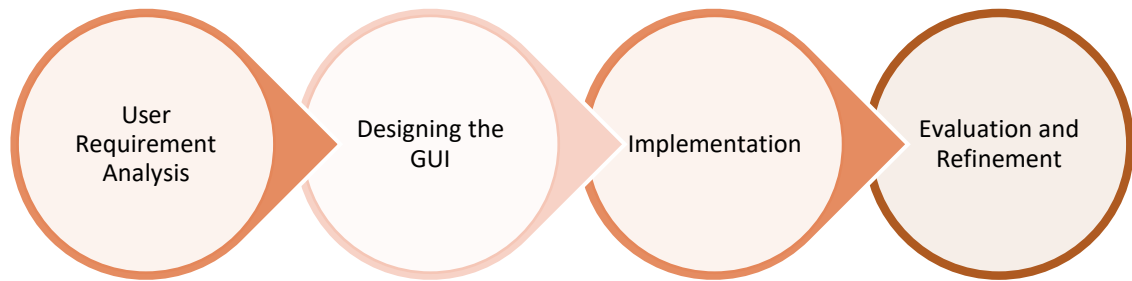 User
Requirement
Analysis
Designing the
GUI
Implementation
Evaluation and
Refinement